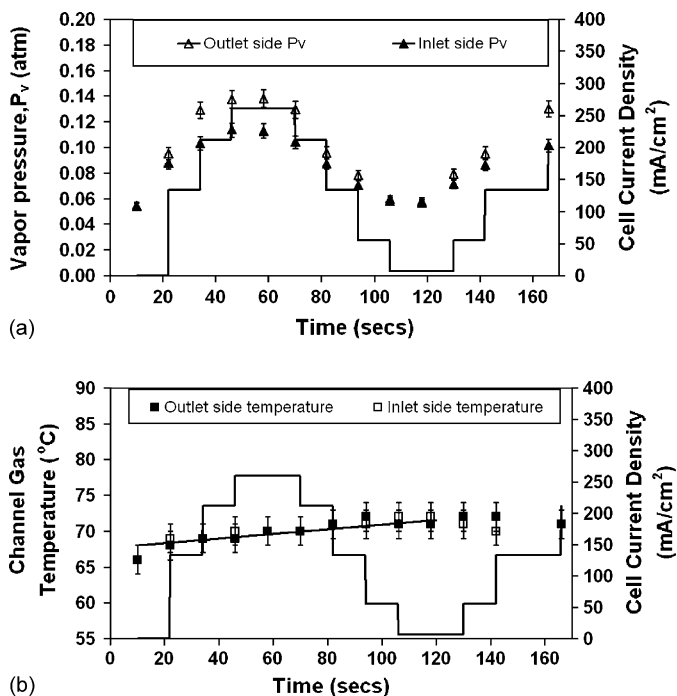 0.20
0.18
0.16
0.14
0.12
0.10
0.08
0.06
0.04
0.02
0.00
Vapor pressure,Pv (atm)
Outlet side Pv
Inlet side Pv
400
350
300
250
200
150
100
50
0
Cell Current Density
(mA/cm²)
0 20 40 60 80 100 120 140 160
Time (secs)
(a)
90
85
80
75
70
65
60
55
Channel Gas
Temperature (°C)
Outlet side temperature
Inlet side temperature
400
350
300
250
200
150
100
50
0
Cell Current Density
(mA/cm²)
0 20 40 60 80 100 120 140 160
Time (secs)
(b)